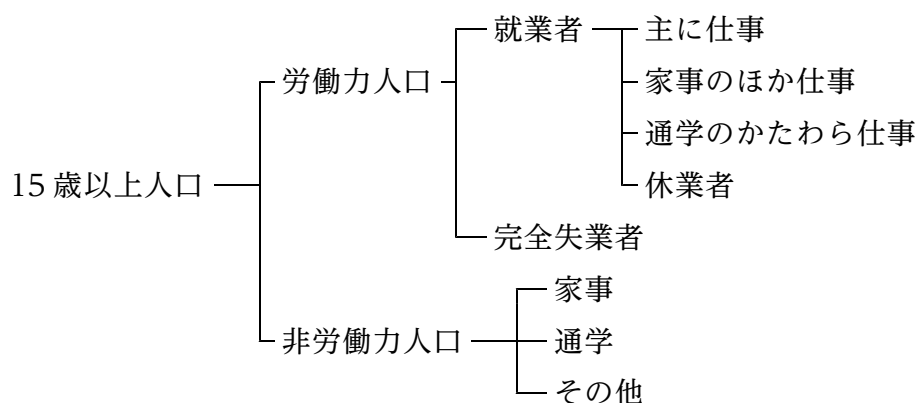 就業者
主に仕事
労働力人口
家事のほか仕事
通学のかたわら仕事
15 歳以上人口
休業者
完全失業者
家事
非労働力人口
通学
その他